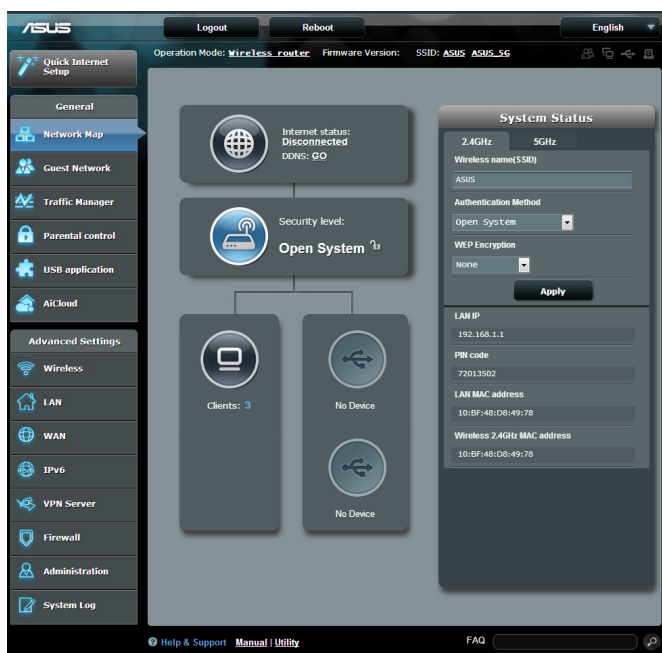 ASUS
Logout
Reboot
English
Quick Internet
Setup
Operation Mode: Wireless router Firmware Version: SSID: ASUS ASUS_5G
General
Network Map
Guest Network
Traffic Manager
Parental control
USB application
AiCloud
Advanced Settings
Wireless
LAN
WAN
IPv6
IPv6
VPN Server
Firewall
Administration
System Log
Internet status:
Disconnected
DDNS: GO
Security level:
Open System
Clients: 3
No Device
No Device
System Status
2.4GHz
5GHz
Wireless name(SSID)
ASUS
Authentication Method
Open System
WEP Encryption
None
Apply
LAN IP
192.168.1.1
PIN code
72013502
LAN MAC address
10:BF:48:D8:49:78
Wireless 2.4GHz MAC address
10:BF:48:D8:49:78
Help & Support Manual | Utility
FAQ